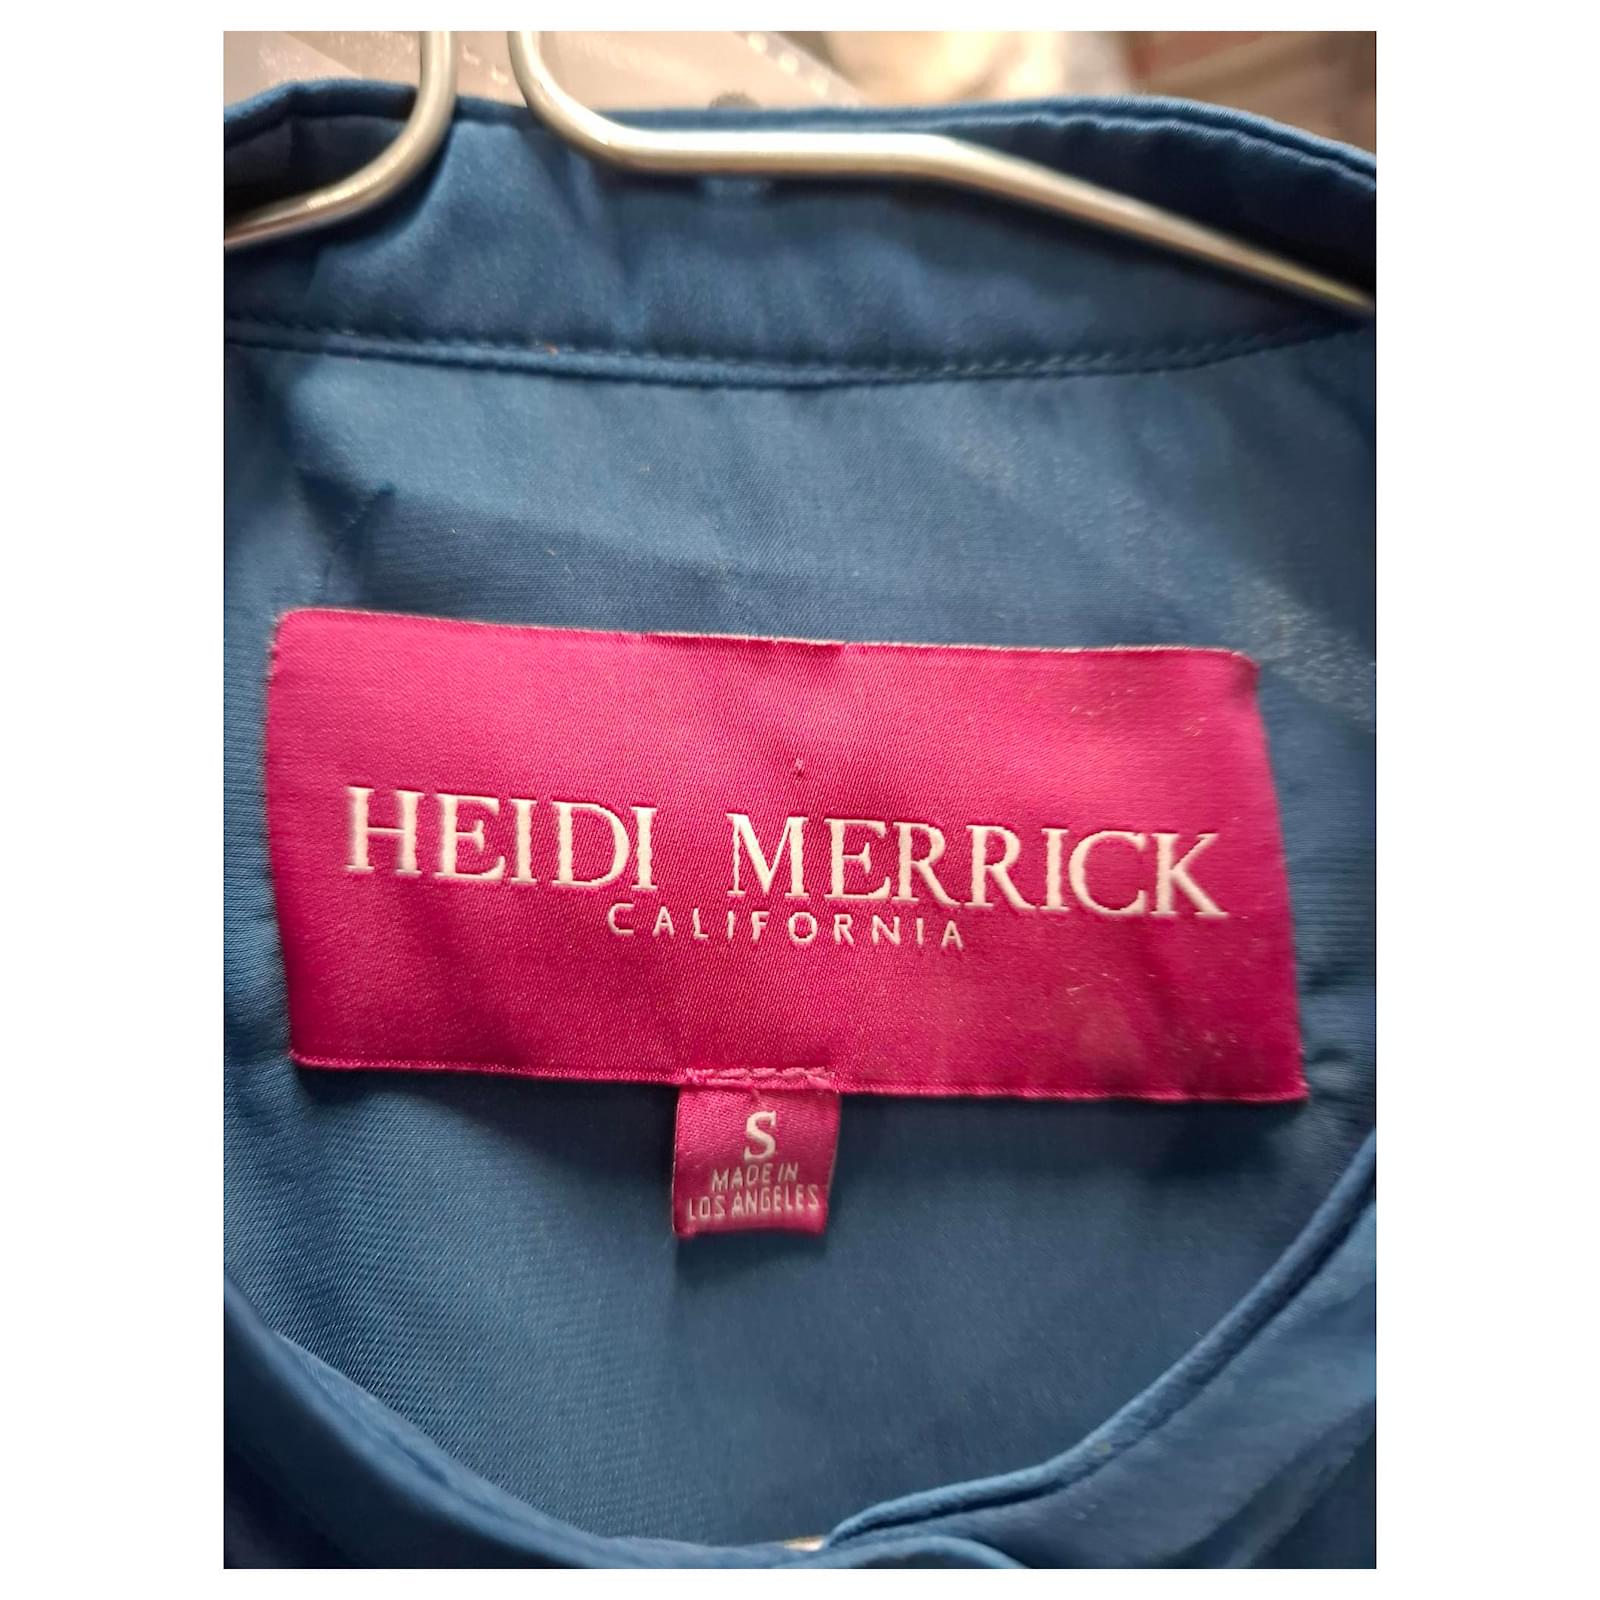 HEIDI MERRICK
CALIFORNIA
S
MADE IN
LOS ANGELES